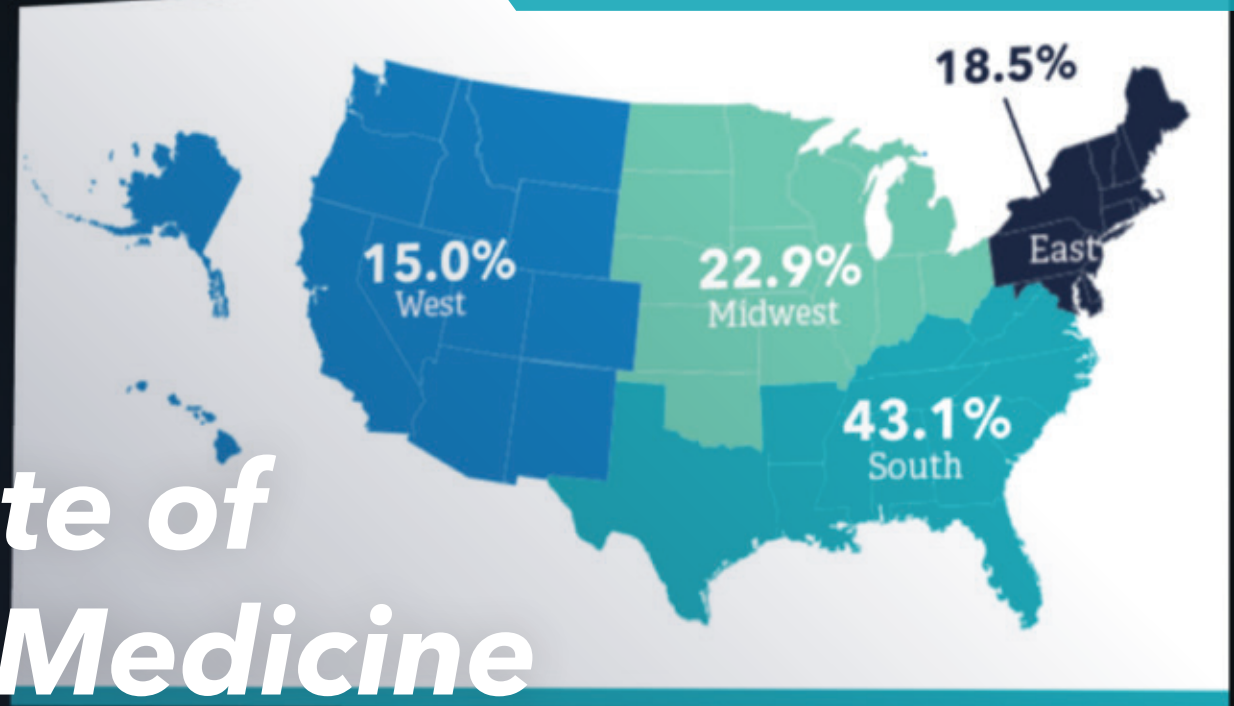 18.5%
15.0%
West
22.9%
Midwest
East
43.1%
South
te of
Medicine